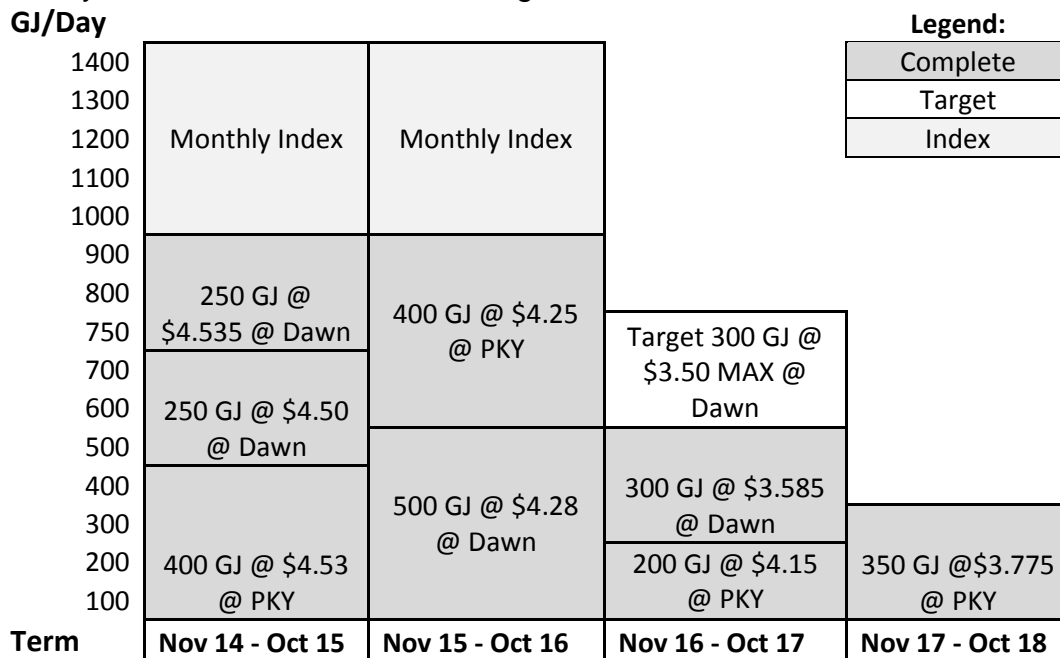 GJ/Day
Legend:
1400
Complete
1300
Target
1200
Monthly Index
Monthly Index
Index
1100
1000
900
800
250 GJ @
$4.535 @ Dawn
400 GJ @ $4.25
@ PKY
750
Target 300 GJ @
$3.50 MAX @
Dawn
700
600
250 GJ @ $4.50
@ Dawn
500
400
500 GJ @ $4.28
@ Dawn
300 GJ @ $3.585
@ Dawn
300
200
400 GJ @ $4.53
@ PKY
200 GJ @ $4.15
@ PKY
350 GJ @$3.775
@ PKY
100
Term
Nov 14 - Oct 15
Nov 15 - Oct 16
Nov 16 - Oct 17
Nov 17 - Oct 18